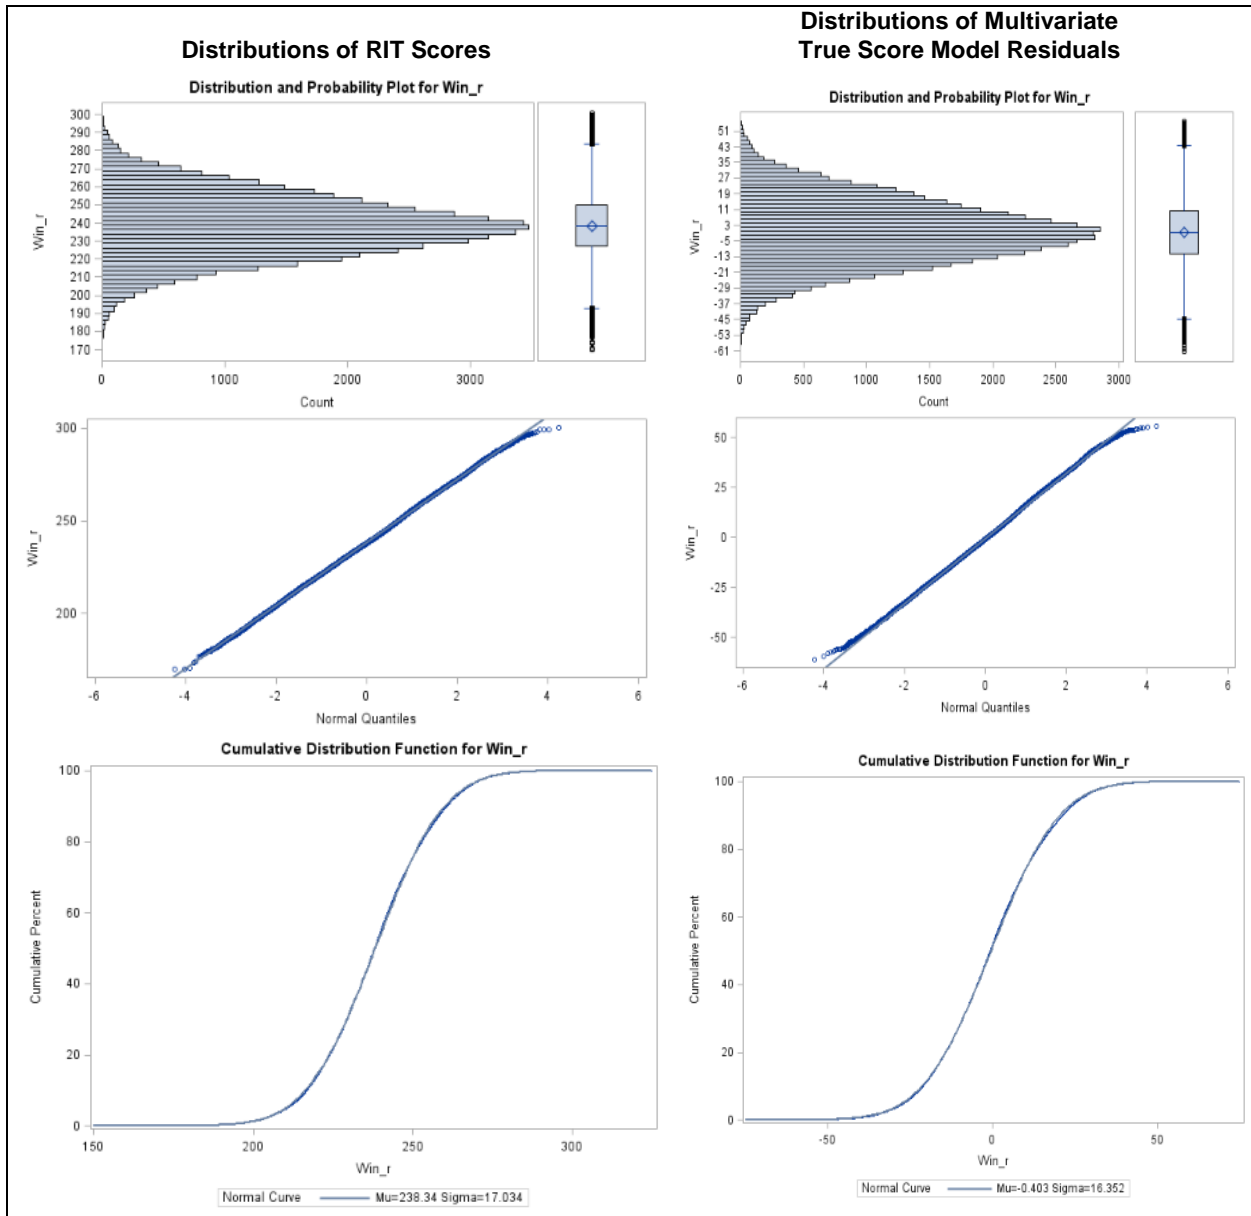 Distributions of RIT Scores
Distribution and Probability Plot for Win_r
300
290
280
270
260
250
240
230
220
210
200
190
180
170
Win_r
0 1000 2000 3000
Count
300
250
200
Win_r
-6 -4 -2 0 2 4 6
Normal Quantiles
Cumulative Distribution Function for Win_r
100
80
60
40
20
0
Cumulative Percent
150 200 250 300
Win_r
Normal Curve Mu=238.34 Sigma=17.034
Distributions of Multivariate
True Score Model Residuals
Distribution and Probability Plot for Win_r
51
43
35
27
19
11
3
-5
-13
-21
-29
-37
-45
-53
-61
Win_r
0 500 1000 1500 2000 2500 3000
Count
50
25
0
-25
-50
Win_r
-6 -4 -2 0 2 4 6
Normal Quantiles
Cumulative Distribution Function for Win_r
100
80
60
40
20
0
Cumulative Percent
-50 0 50
Win_r
Normal Curve Mu=-0.403 Sigma=16.352